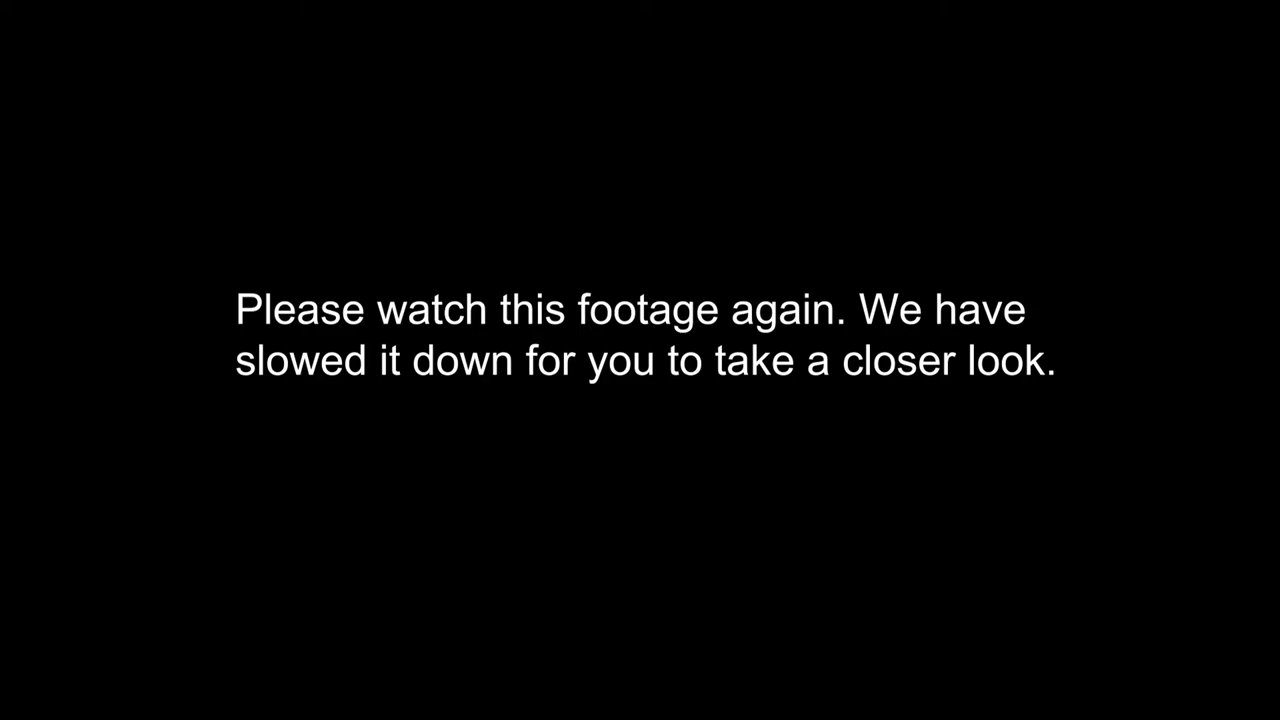 Please watch this footage again. We have
slowed it down for you to take a closer look.